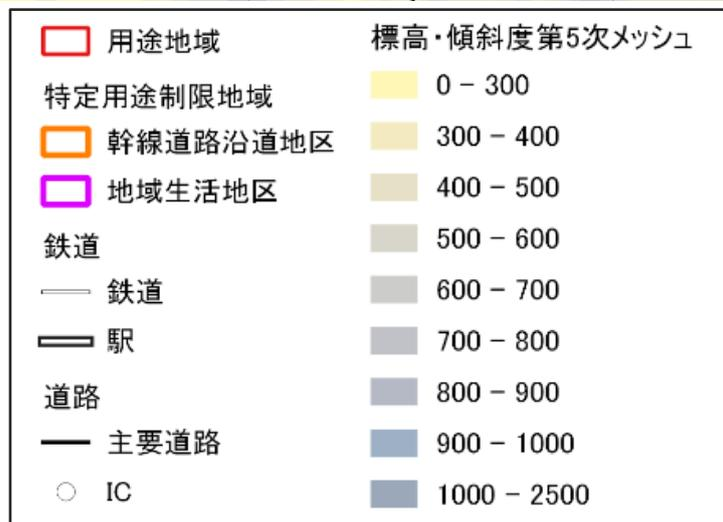 用途地域
特定用途制限地域
幹線道路沿道地区
地域生活地区
鉄道
鉄道
駅
道路
主要道路
IC
標高・傾斜度第5次メッシュ
0 − 300
300 − 400
400 − 500
500 − 600
600 − 700
700 − 800
800 − 900
900 − 1000
1000 − 2500